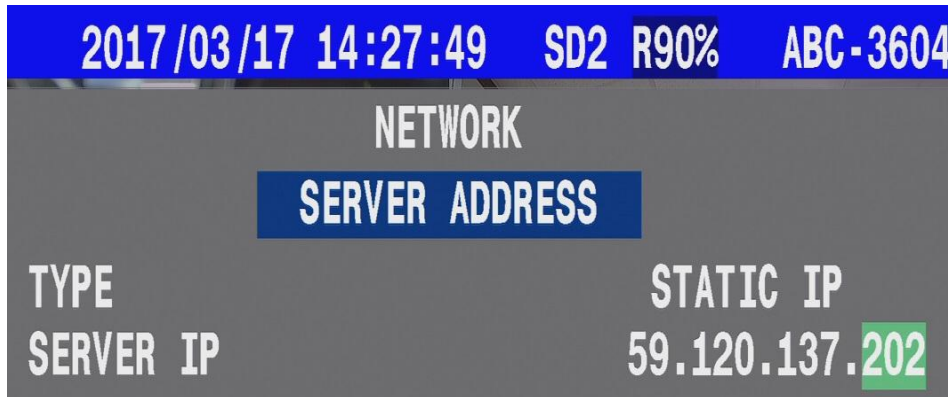 2017/03/17 14:27:49 SD2 R90% ABC-3604
NETWORK
SERVER ADDRESS
TYPE STATIC IP
SERVER IP 59.120.137.202